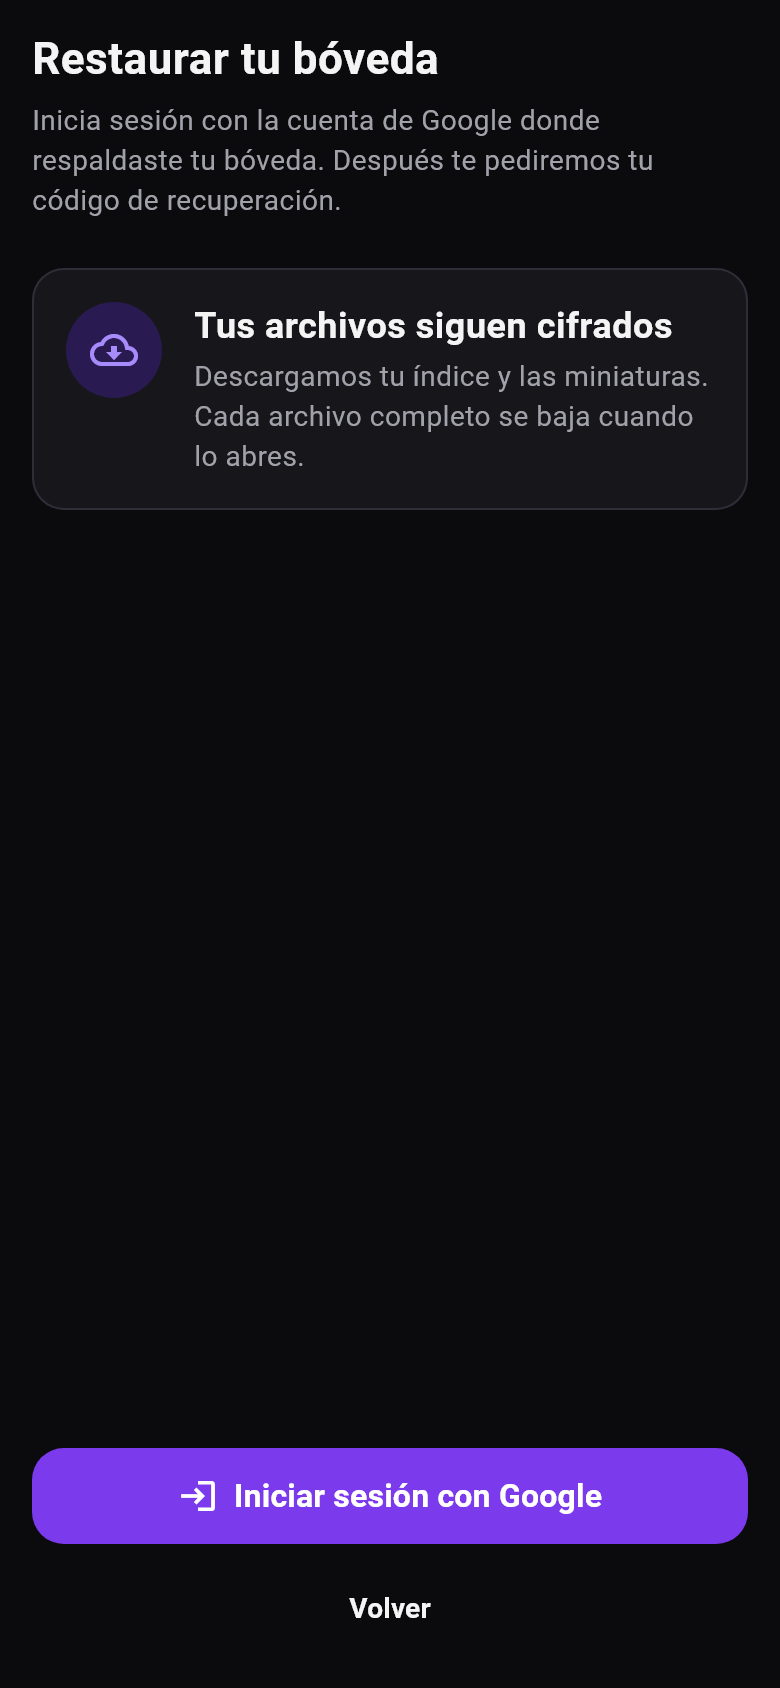 Restaurar tu bóveda
Inicia sesión con la cuenta de Google donde
respaldaste tu bóveda. Después te pediremos tu
código de recuperación.
Tus archivos siguen cifrados
Descargamos tu índice y las miniaturas.
Cada archivo completo se baja cuando
lo abres.
Iniciar sesión con Google
Volver